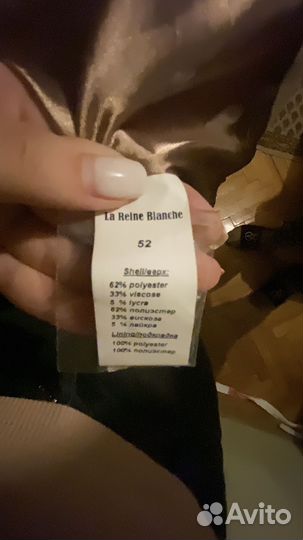 La Reine Blanche
52
Shell/верх:
62% polyester
33% viscose
5 % lycra
62% полиэстер
33% вискоза
5 % лайкра
Lining/подкладка
100% polyester
100% полиэстер
Avito